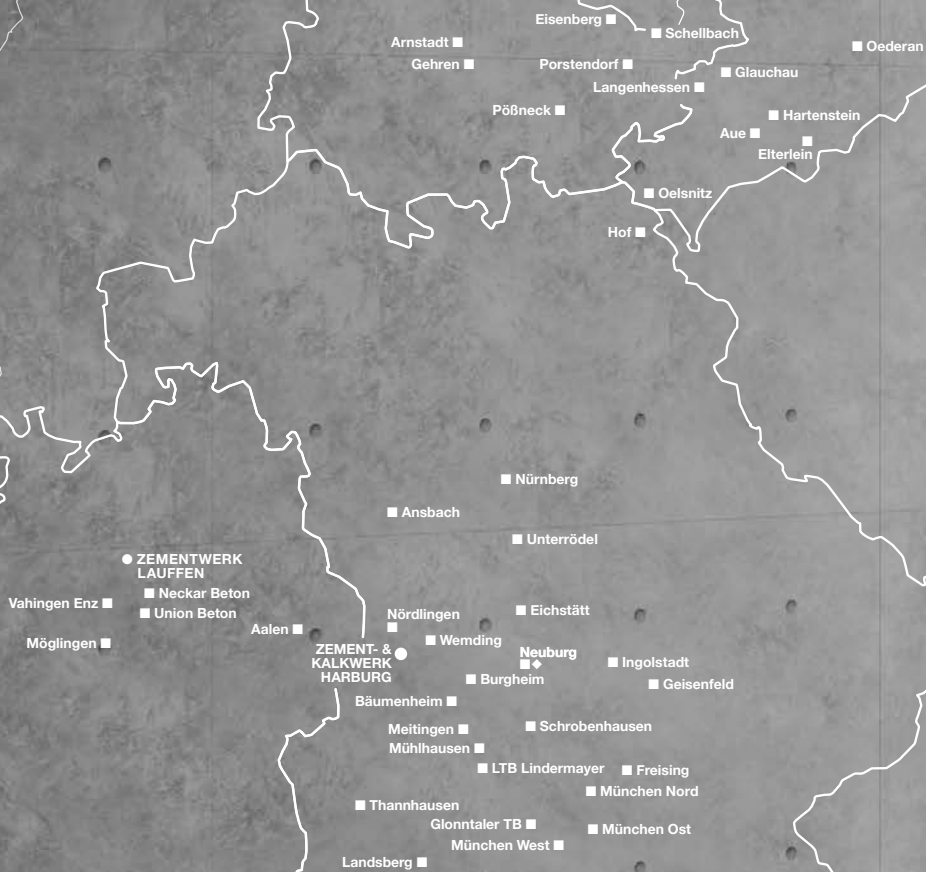 Eisenberg
Schellbach
Arnstadt
Oederan
Gehren
Porstendorf
Glauchau
Langenhessen
Pößneck
Hartenstein
Aue
Elterlein
Oelsnitz
Hof
Nürnberg
Ansbach
Unterrödel
ZEMENTWERK
LAUFFEN
Neckar Beton
Vahingen Enz
Union Beton
Eichstätt
Nördlingen
Aalen
Möglingen
Wemding
ZEMENT- &
KALKWERK
HARBURG
Neuburg
Ingolstadt
Burgheim
Geisenfeld
Bäumenheim
Meitingen
Schrobenhausen
Mühlhausen
LTB Lindermayer
Freising
München Nord
Thannhausen
Glonntaler TB
München Ost
München West
Landsberg